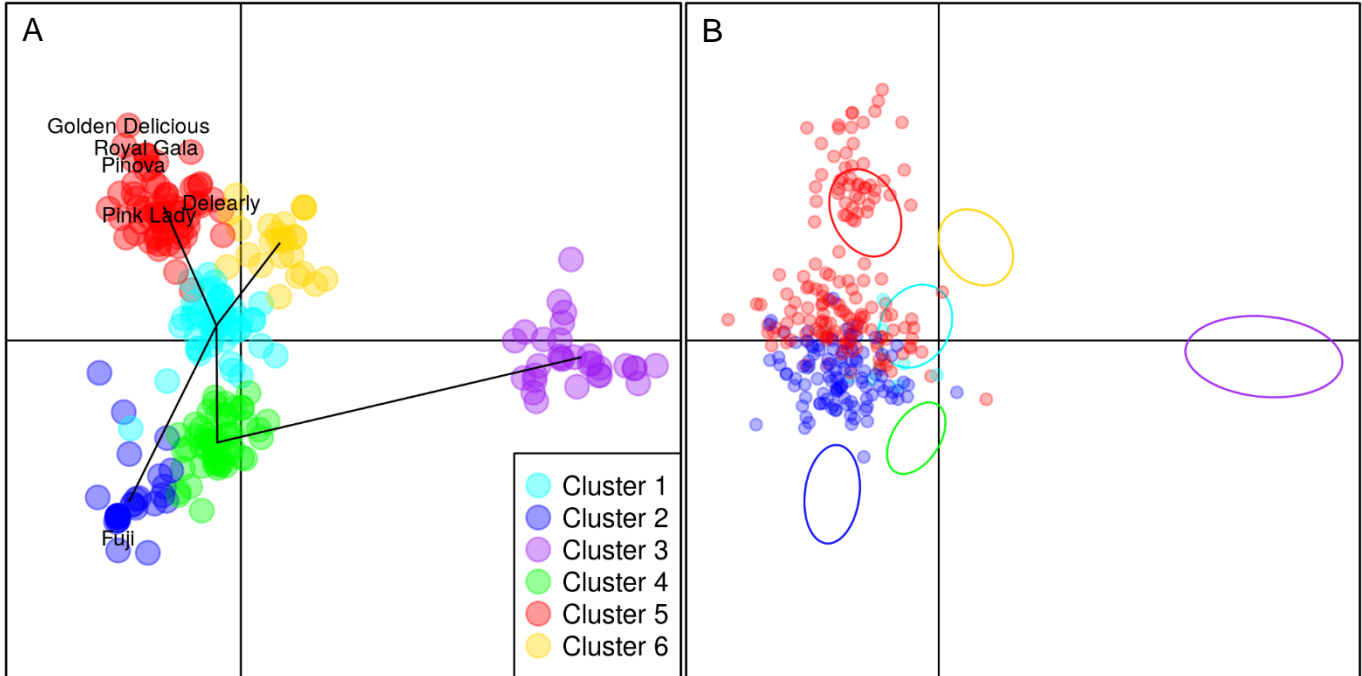 A
B
Golden Delicious
Royal Gala
Pinova
Delearly
Pink Lady
Fuji
Cluster 1
Cluster 2
Cluster 3
Cluster 4
Cluster 5
Cluster 6